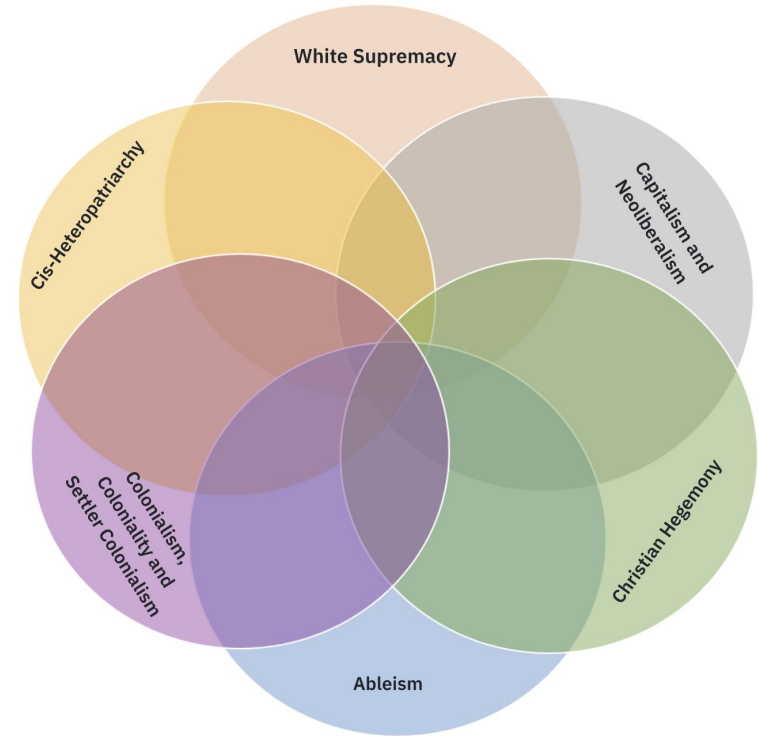 White Supremacy
Cis-Heteropatriarchy
Capitalism and
Neoliberalism
Colonialism,
Coloniality and
Settler Colonialism
Christian Hegemony
Ableism